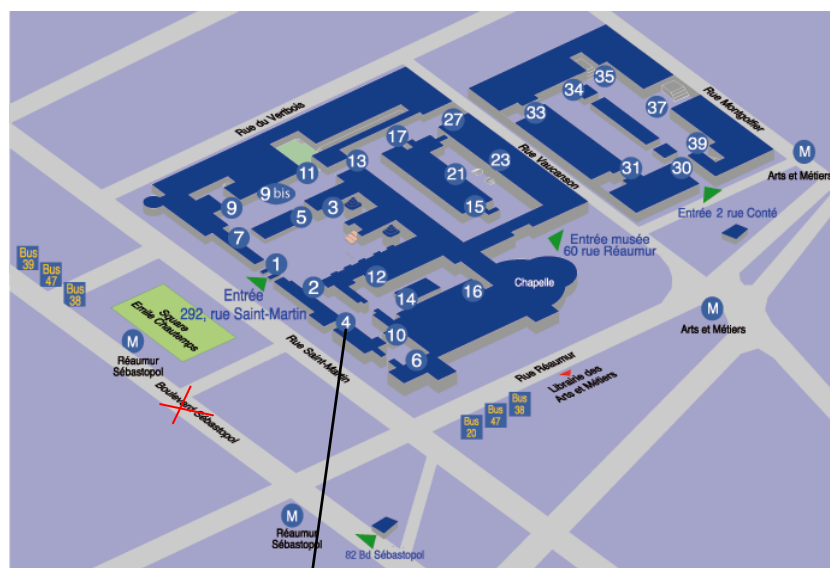 Rue du Vertbois
Rue Vaucanson
Rue Montgolfier
35
34
37
33
39
31
30
27
17
13
11
23
21
15
9 bis
9
5
3
7
1
2
12
14
16
4
10
6
Chapelle
M
Arts et Métiers
Entrée 2 rue Conté
Entrée musée
60 rue Réaumur
Bus
39
Bus
47
Bus
38
Entrée
292, rue Saint-Martin
Square
Emile Chautemps
M
Réaumur
Sébastopol
Rue Saint-Martin
M
Arts et Métiers
Rue Réaumur
Librairie des
Arts et Métiers
Boulevard Sébastopol
Bus
20
Bus
47
Bus
38
M
Réaumur
Sébastopol
82 Bd Sébastopol